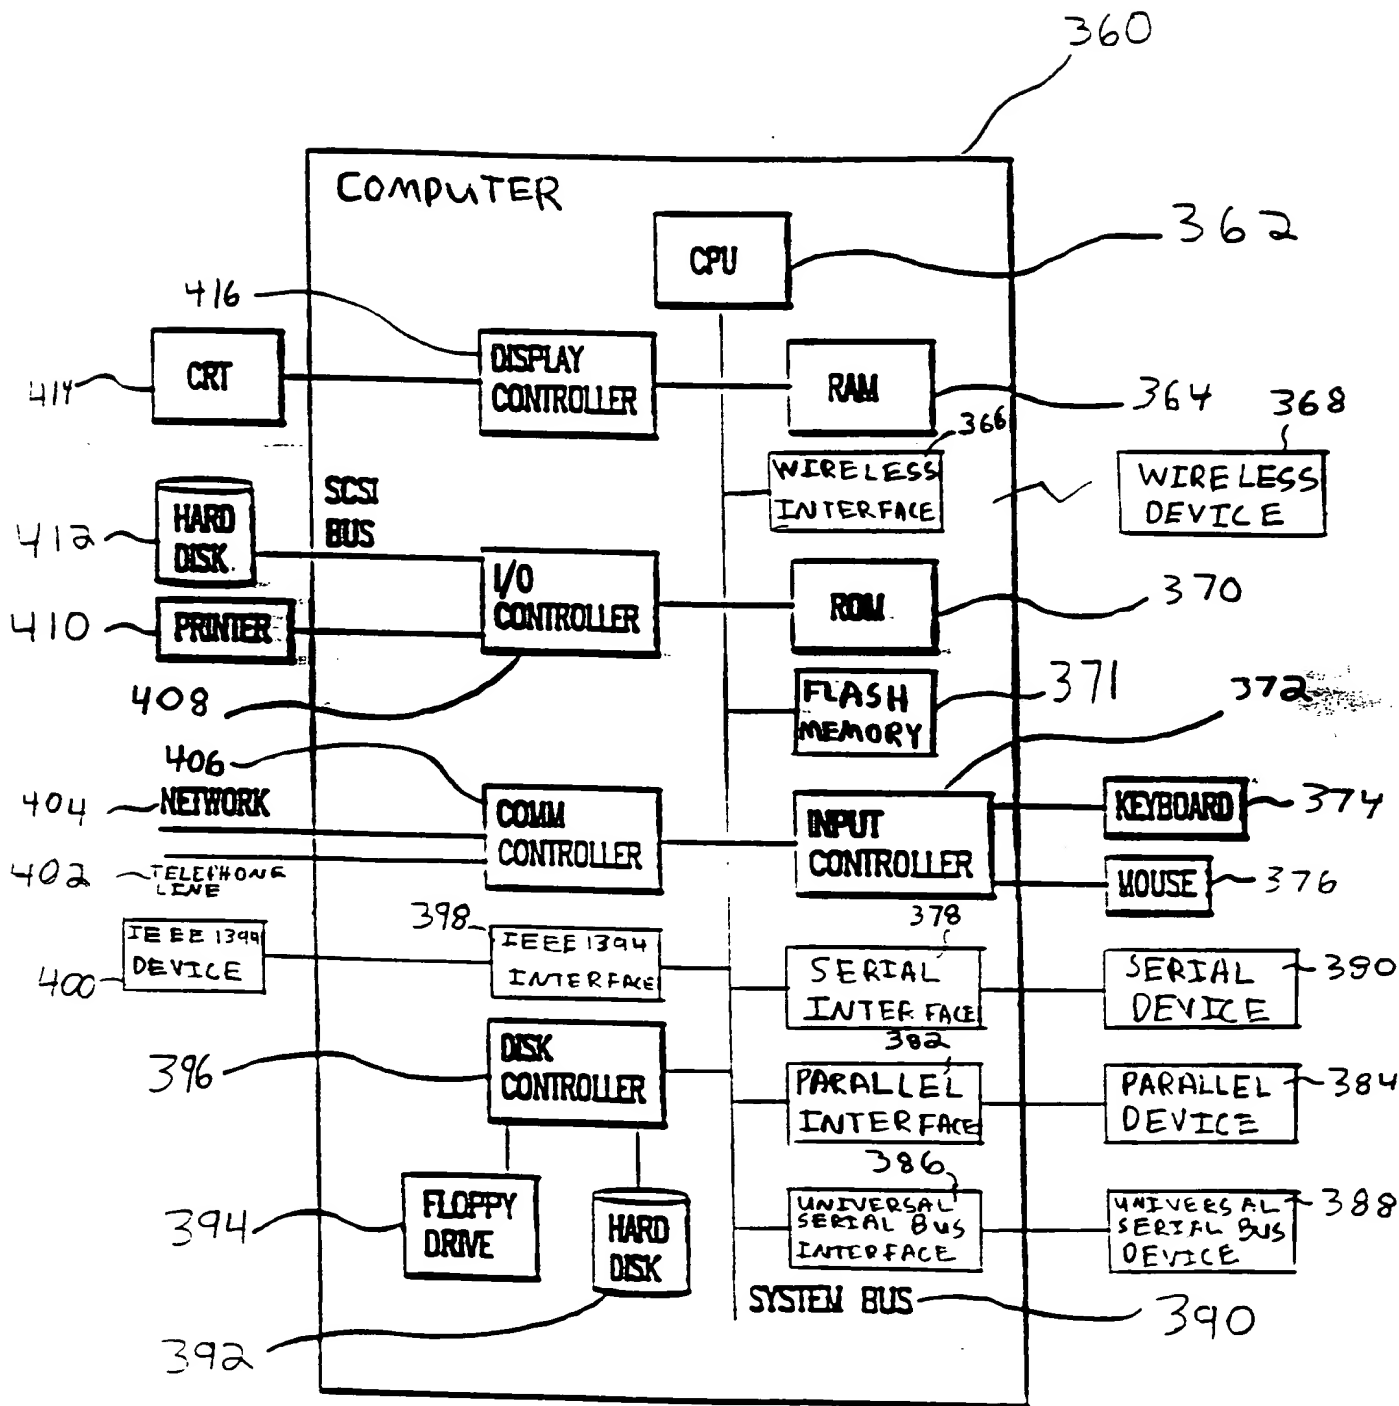 360
COMPUTER
362
CPU
416
DISPLAY
CONTROLLER
CRT
414
RAM
364
366
368
WIRELESS
INTERFACE
WIRELESS
DEVICE
SCSI
BUS
HARD
DISK
412
I/O
CONTROLLER
ROM
370
410
PRINTER
408
FLASH
MEMORY
371
372
406
404
NETWORK
COMM
CONTROLLER
INPUT
CONTROLLER
KEYBOARD
374
402
TELEPHONE
LINE
MOUSE
376
398
378
IEEE 1394
DEVICE
400
IEEE 1394
INTERFACE
SERIAL
INTERFACE
SERIAL
DEVICE
380
396
DISK
CONTROLLER
382
PARALLEL
INTERFACE
PARALLEL
DEVICE
384
386
394
FLOPPY
DRIVE
HARD
DISK
UNIVERSAL
SERIAL BUS
INTERFACE
UNIVERSAL
SERIAL BUS
DEVICE
388
392
SYSTEM BUS
390